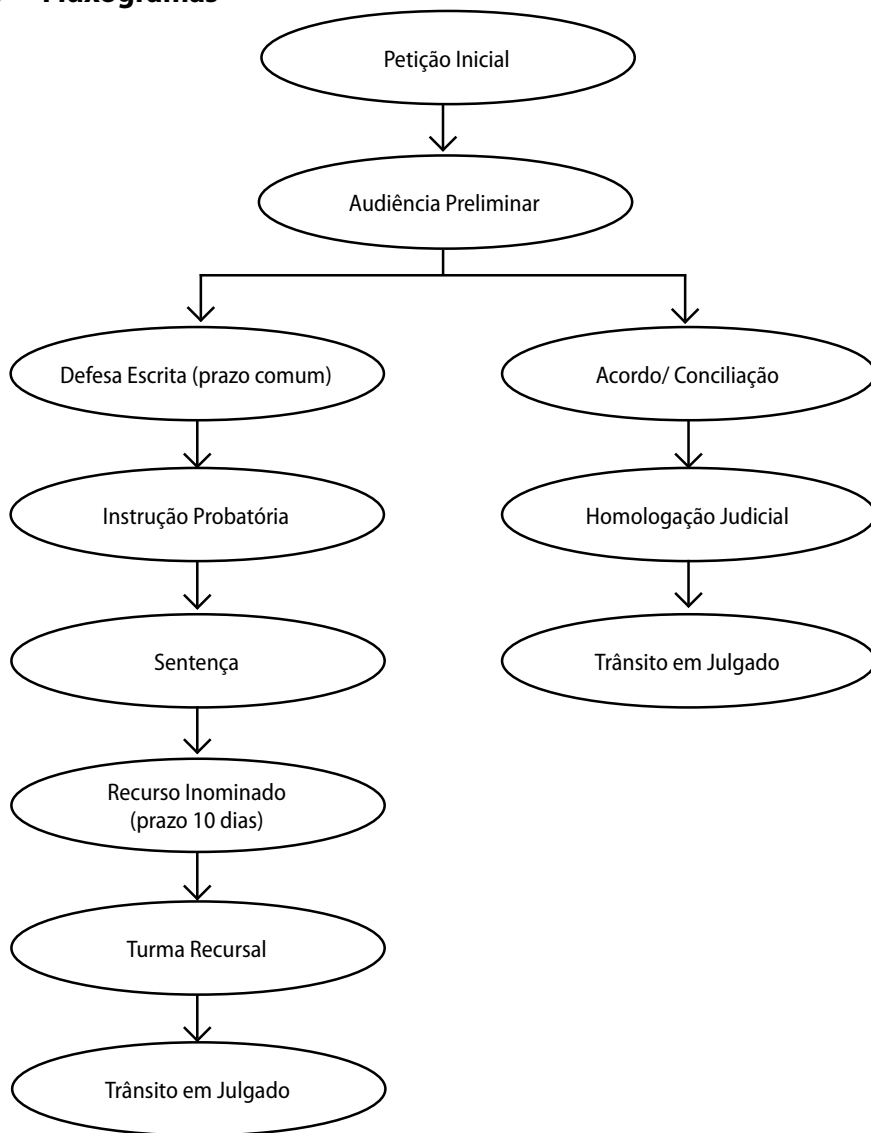 Fluxogramas
Petição Inicial
Audiência Preliminar
Defesa Escrita (prazo comum)
Acordo/ Conciliação
Instrução Probatória
Homologação Judicial
Sentença
Trânsito em Julgado
Recurso Inominado
(prazo 10 dias)
Turma Recursal
Trânsito em Julgado